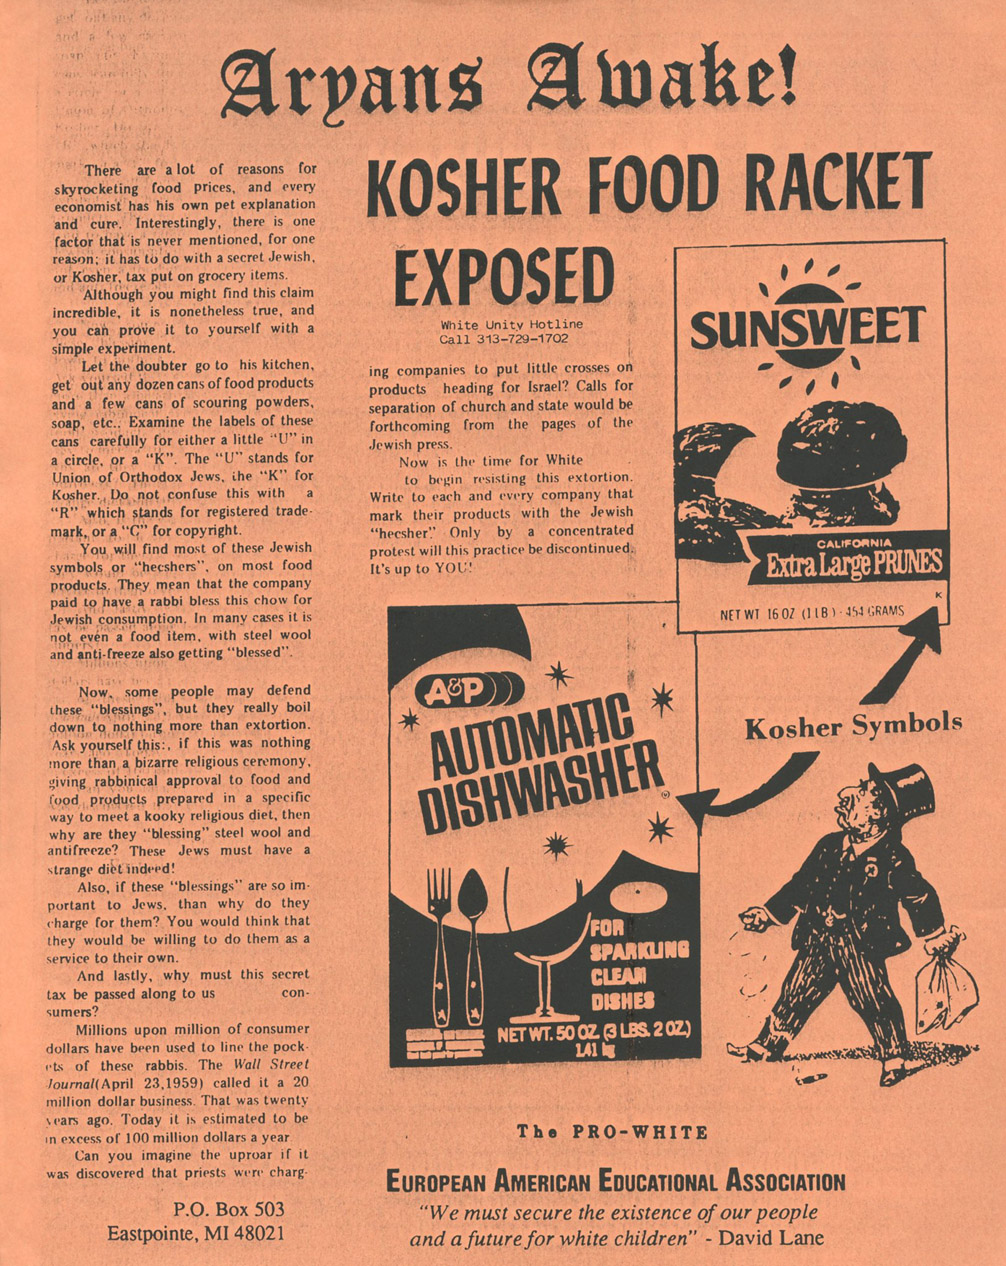 Aryans Awake!
KOSHER FOOD RACKET
EXPOSED
White Unity Hotline
Call 313-729-1702
There are a lot of reasons for
skyrocketing food prices, and every
economist has his own pet explanation
and cure. Interestingly, there is one
factor that is never mentioned, for one
reason; it has to do with a secret Jewish,
or Kosher, tax put on grocery items.
Although you might find this claim
incredible, it is nonetheless true, and
you can prove it to yourself with a
simple experiment.
Let the doubter go to his kitchen,
get out any dozen cans of food products
and a few cans of scouring powders,
soap, etc.. Examine the labels of these
cans carefully for either a little "U" in
a circle, or a "K". The "U" stands for
Union of Orthodox Jews, the "K" for
Kosher. Do not confuse this with a
"R" which stands for registered trade-
mark, or a "C" for copyright.
You will find most of these Jewish
symbols or "hecshers", on most food
products. They mean that the company
paid to have a rabbi bless this chow for
Jewish consumption. In many cases it is
not even a food item, with steel wool
and anti-freeze also getting "blessed".
Now, some people may defend
these "blessings", but they really boil
down to nothing more than extortion.
Ask yourself this:, if this was nothing
more than a bizarre religious ceremony,
giving rabbinical approval to food and
food products prepared in a specific
way to meet a kooky religious diet, then
why are they "blessing" steel wool and
antifreeze? These Jews must have a
strange diet indeed!
Also, if these "blessings" are so im-
portant to Jews, than why do they
charge for them? You would think that
they would be willing to do them as a
service to their own.
And lastly, why must this secret
tax be passed along to us con-
sumers?
Millions upon million of consumer
dollars have been used to line the pock-
ets of these rabbis. The Wall Street
Journal(April 23,1959) called it a 20
million dollar business. That was twenty
years ago. Today it is estimated to be
in excess of 100 million dollars a year.
Can you imagine the uproar if it
was discovered that priests were charg-
ing companies to put little crosses on
products heading for Israel? Calls for
separation of church and state would be
forthcoming from the pages of the
Jewish press.
Now is the time for White
to begin resisting this extortion.
Write to each and every company that
mark their products with the Jewish
"hecsher." Only by a concentrated
protest will this practice be discontinued.
It's up to YOU!
SUNSWEET
CALIFORNIA
Extra Large PRUNES
K
NET WT 16 OZ (1 LB) · 454 GRAMS
A&P
AUTOMATIC
DISHWASHER
FOR
SPARKLING
CLEAN
DISHES
NET WT. 50 OZ. (3 LBS. 2 OZ.)
1.41 kg
Kosher Symbols
The PRO-WHITE
EUROPEAN AMERICAN EDUCATIONAL ASSOCIATION
"We must secure the existence of our people
and a future for white children" - David Lane
P.O. Box 503
Eastpointe, MI 48021